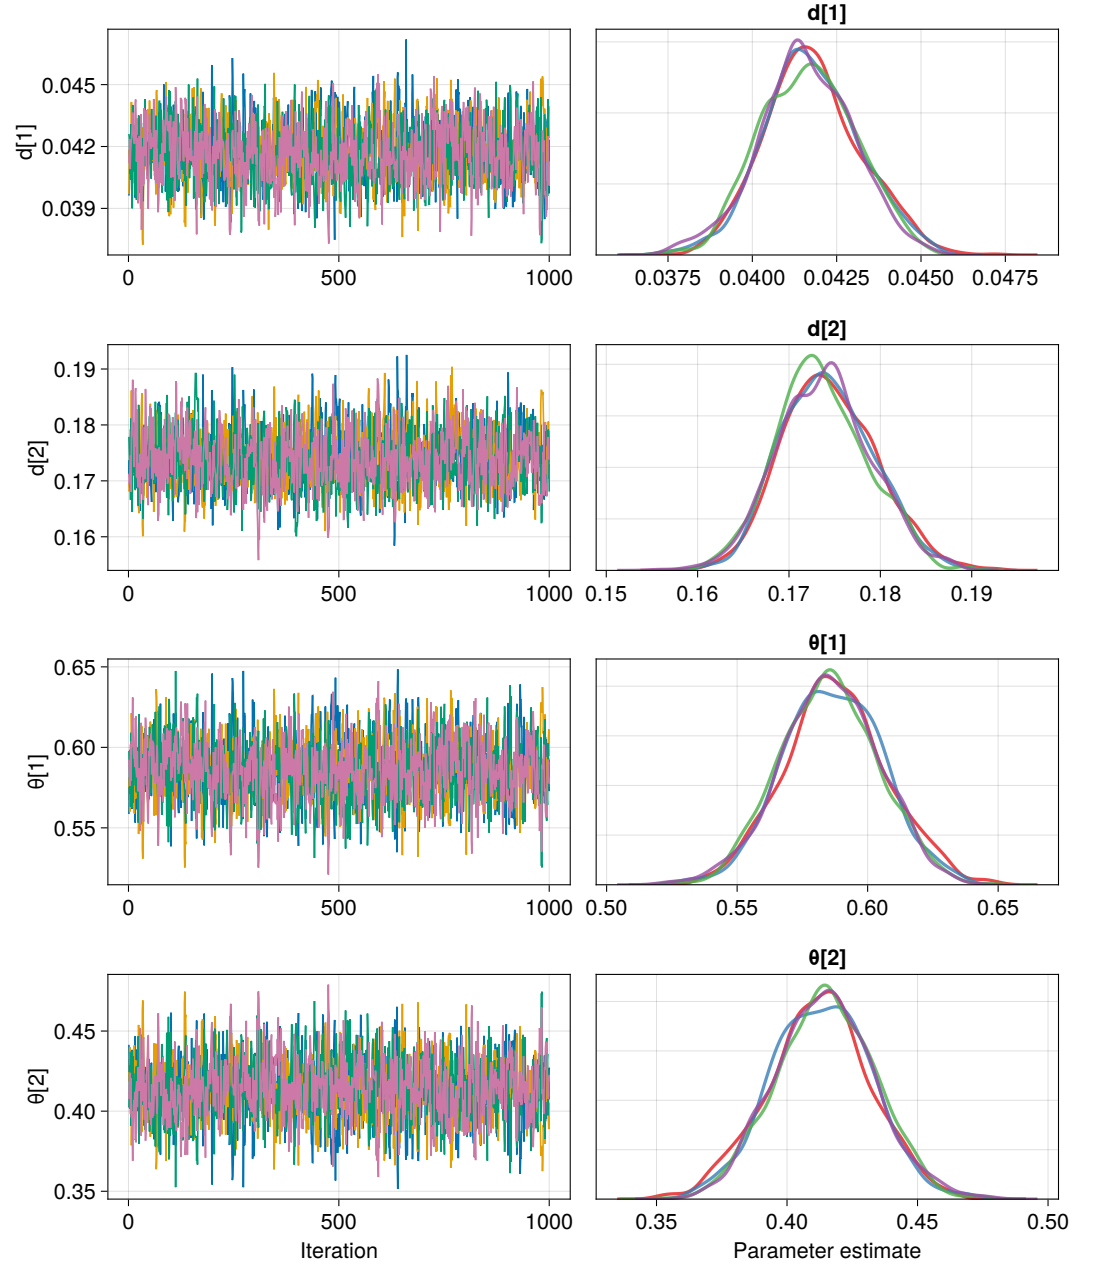 d[1]
0.045
0.042
0.039
d[1]
0 500 1000
0.0375 0.0400 0.0425 0.0450 0.0475
d[2]
0.19
0.18
0.17
0.16
d[2]
0 500 1000
0.15 0.16 0.17 0.18 0.19
θ[1]
0.65
0.60
0.55
θ[1]
0 500 1000
0.50 0.55 0.60 0.65
θ[2]
0.45
0.40
0.35
θ[2]
0 500 1000
0.35 0.40 0.45 0.50
Iteration
Parameter estimate